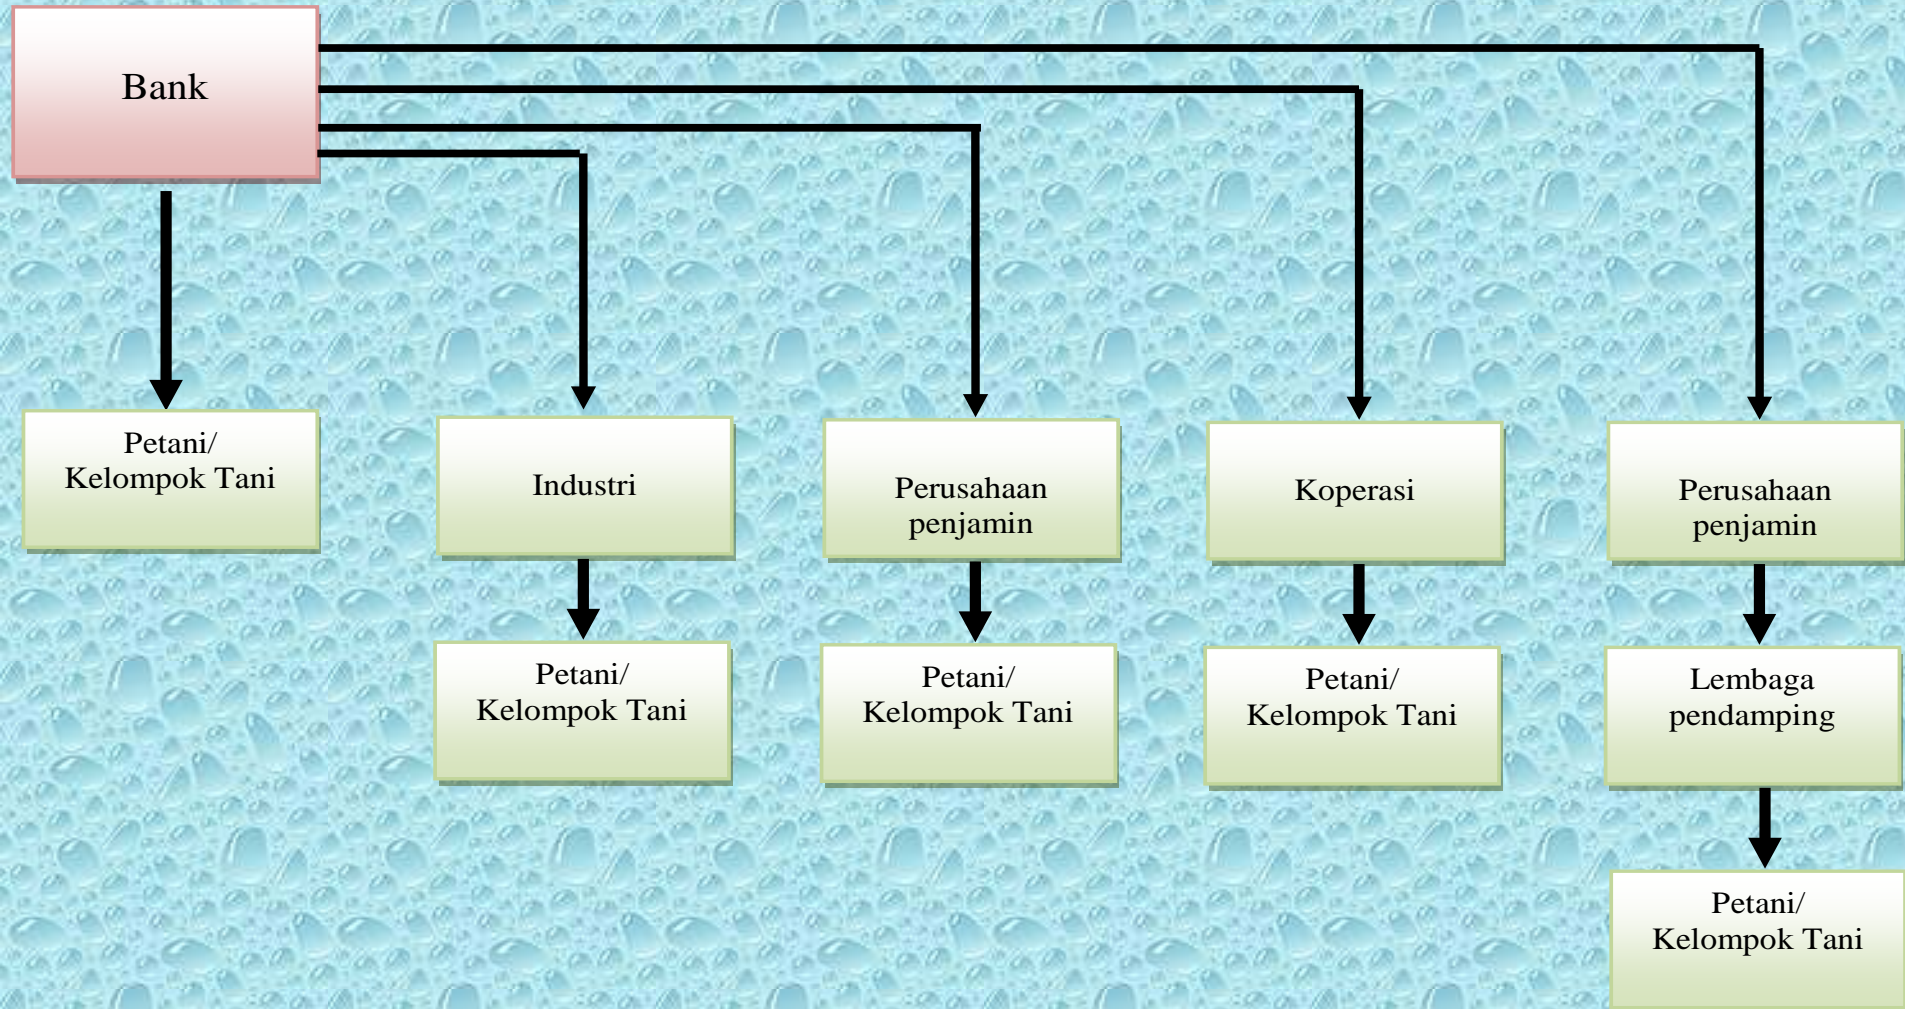 Bank
Petani/
Kelompok Tani
Industri
Perusahaan
penjamin
Koperasi
Perusahaan
penjamin
Petani/
Kelompok Tani
Petani/
Kelompok Tani
Petani/
Kelompok Tani
Lembaga
pendamping
Petani/
Kelompok Tani